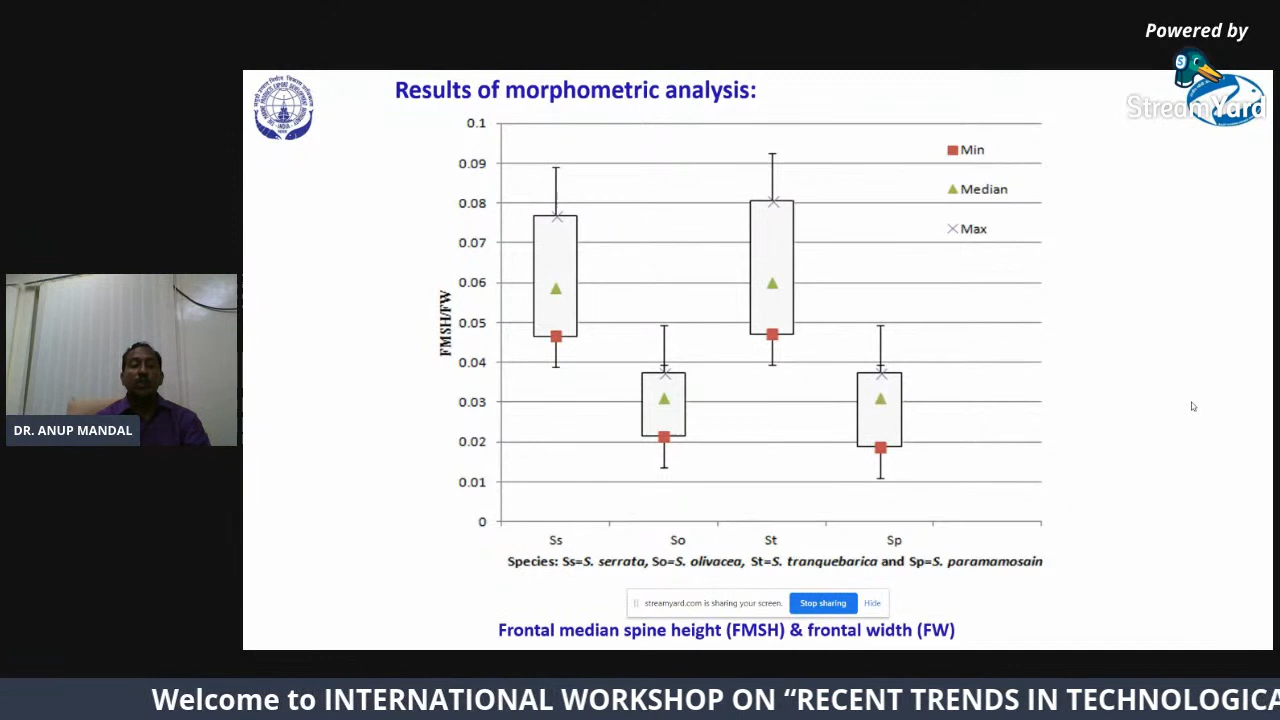 Powered by
StreamYard
Results of morphometric analysis:
0.1
0.09
0.08
0.07
0.06
0.05
0.04
0.03
0.02
0.01
0
FMSH/FW
Min
Median
Max
Ss So St Sp
Species: Ss=S. serrata, So=S. olivacea, St=S. tranquebarica and Sp=S. paramamosain
streamyard.com is sharing your screen. Stop sharing Hide
Frontal median spine height (FMSH) & frontal width (FW)
DR. ANUP MANDAL
Welcome to INTERNATIONAL WORKSHOP ON “RECENT TRENDS IN TECHNOLOGICA